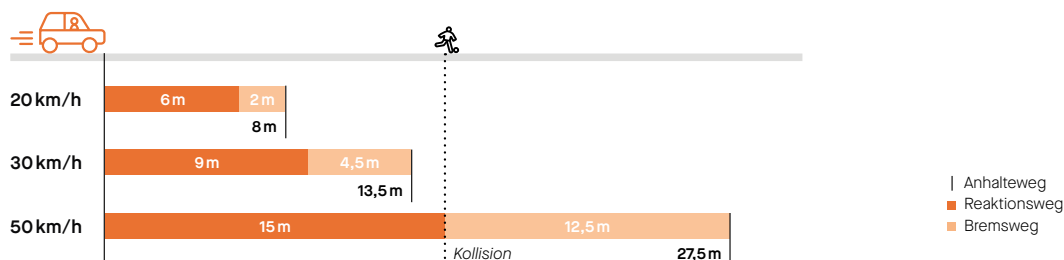 20 km/h
6 m
2 m
8 m
30 km/h
9 m
4,5 m
13,5 m
50 km/h
15 m
12,5 m
Kollision
27,5 m
Anhalteweg
Reaktionsweg
Bremsweg